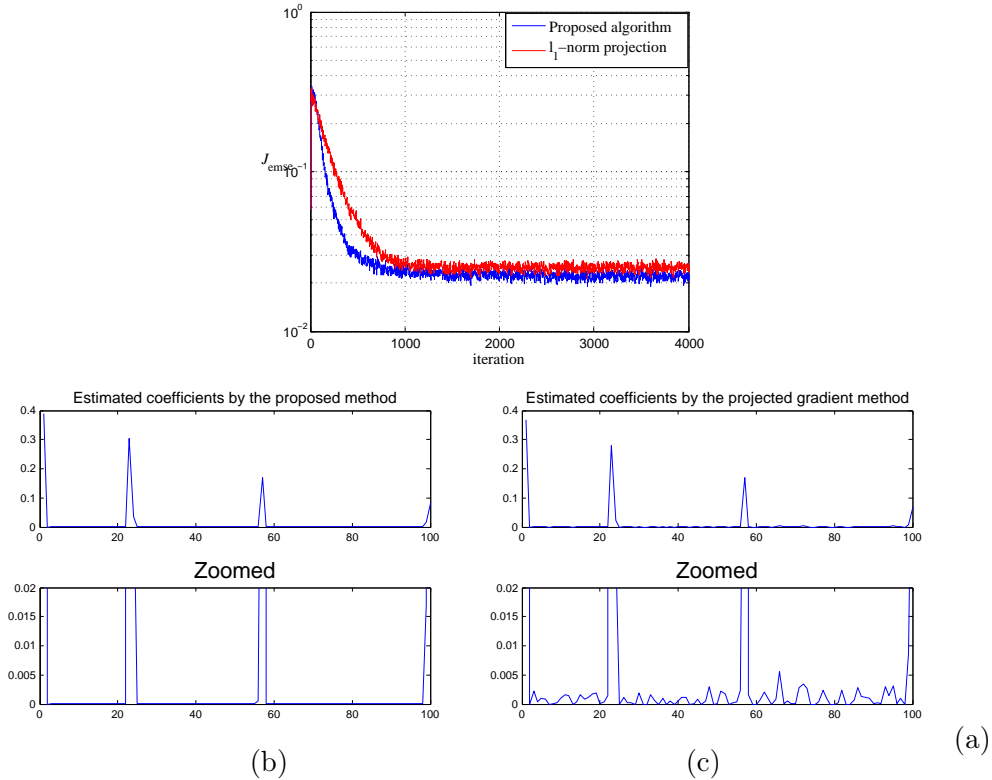 10^0
Proposed algorithm
l_1-norm projection
J_emse
10^-1
10^-2
0 1000 2000 3000 4000
iteration
Estimated coefficients by the proposed method
0.4
0.3
0.2
0.1
0
0 20 40 60 80 100
Zoomed
0.02
0.015
0.01
0.005
0
0 20 40 60 80 100
(b)
Estimated coefficients by the projected gradient method
0.4
0.3
0.2
0.1
0
0 20 40 60 80 100
Zoomed
0.02
0.015
0.01
0.005
0
0 20 40 60 80 100
(c)
(a)